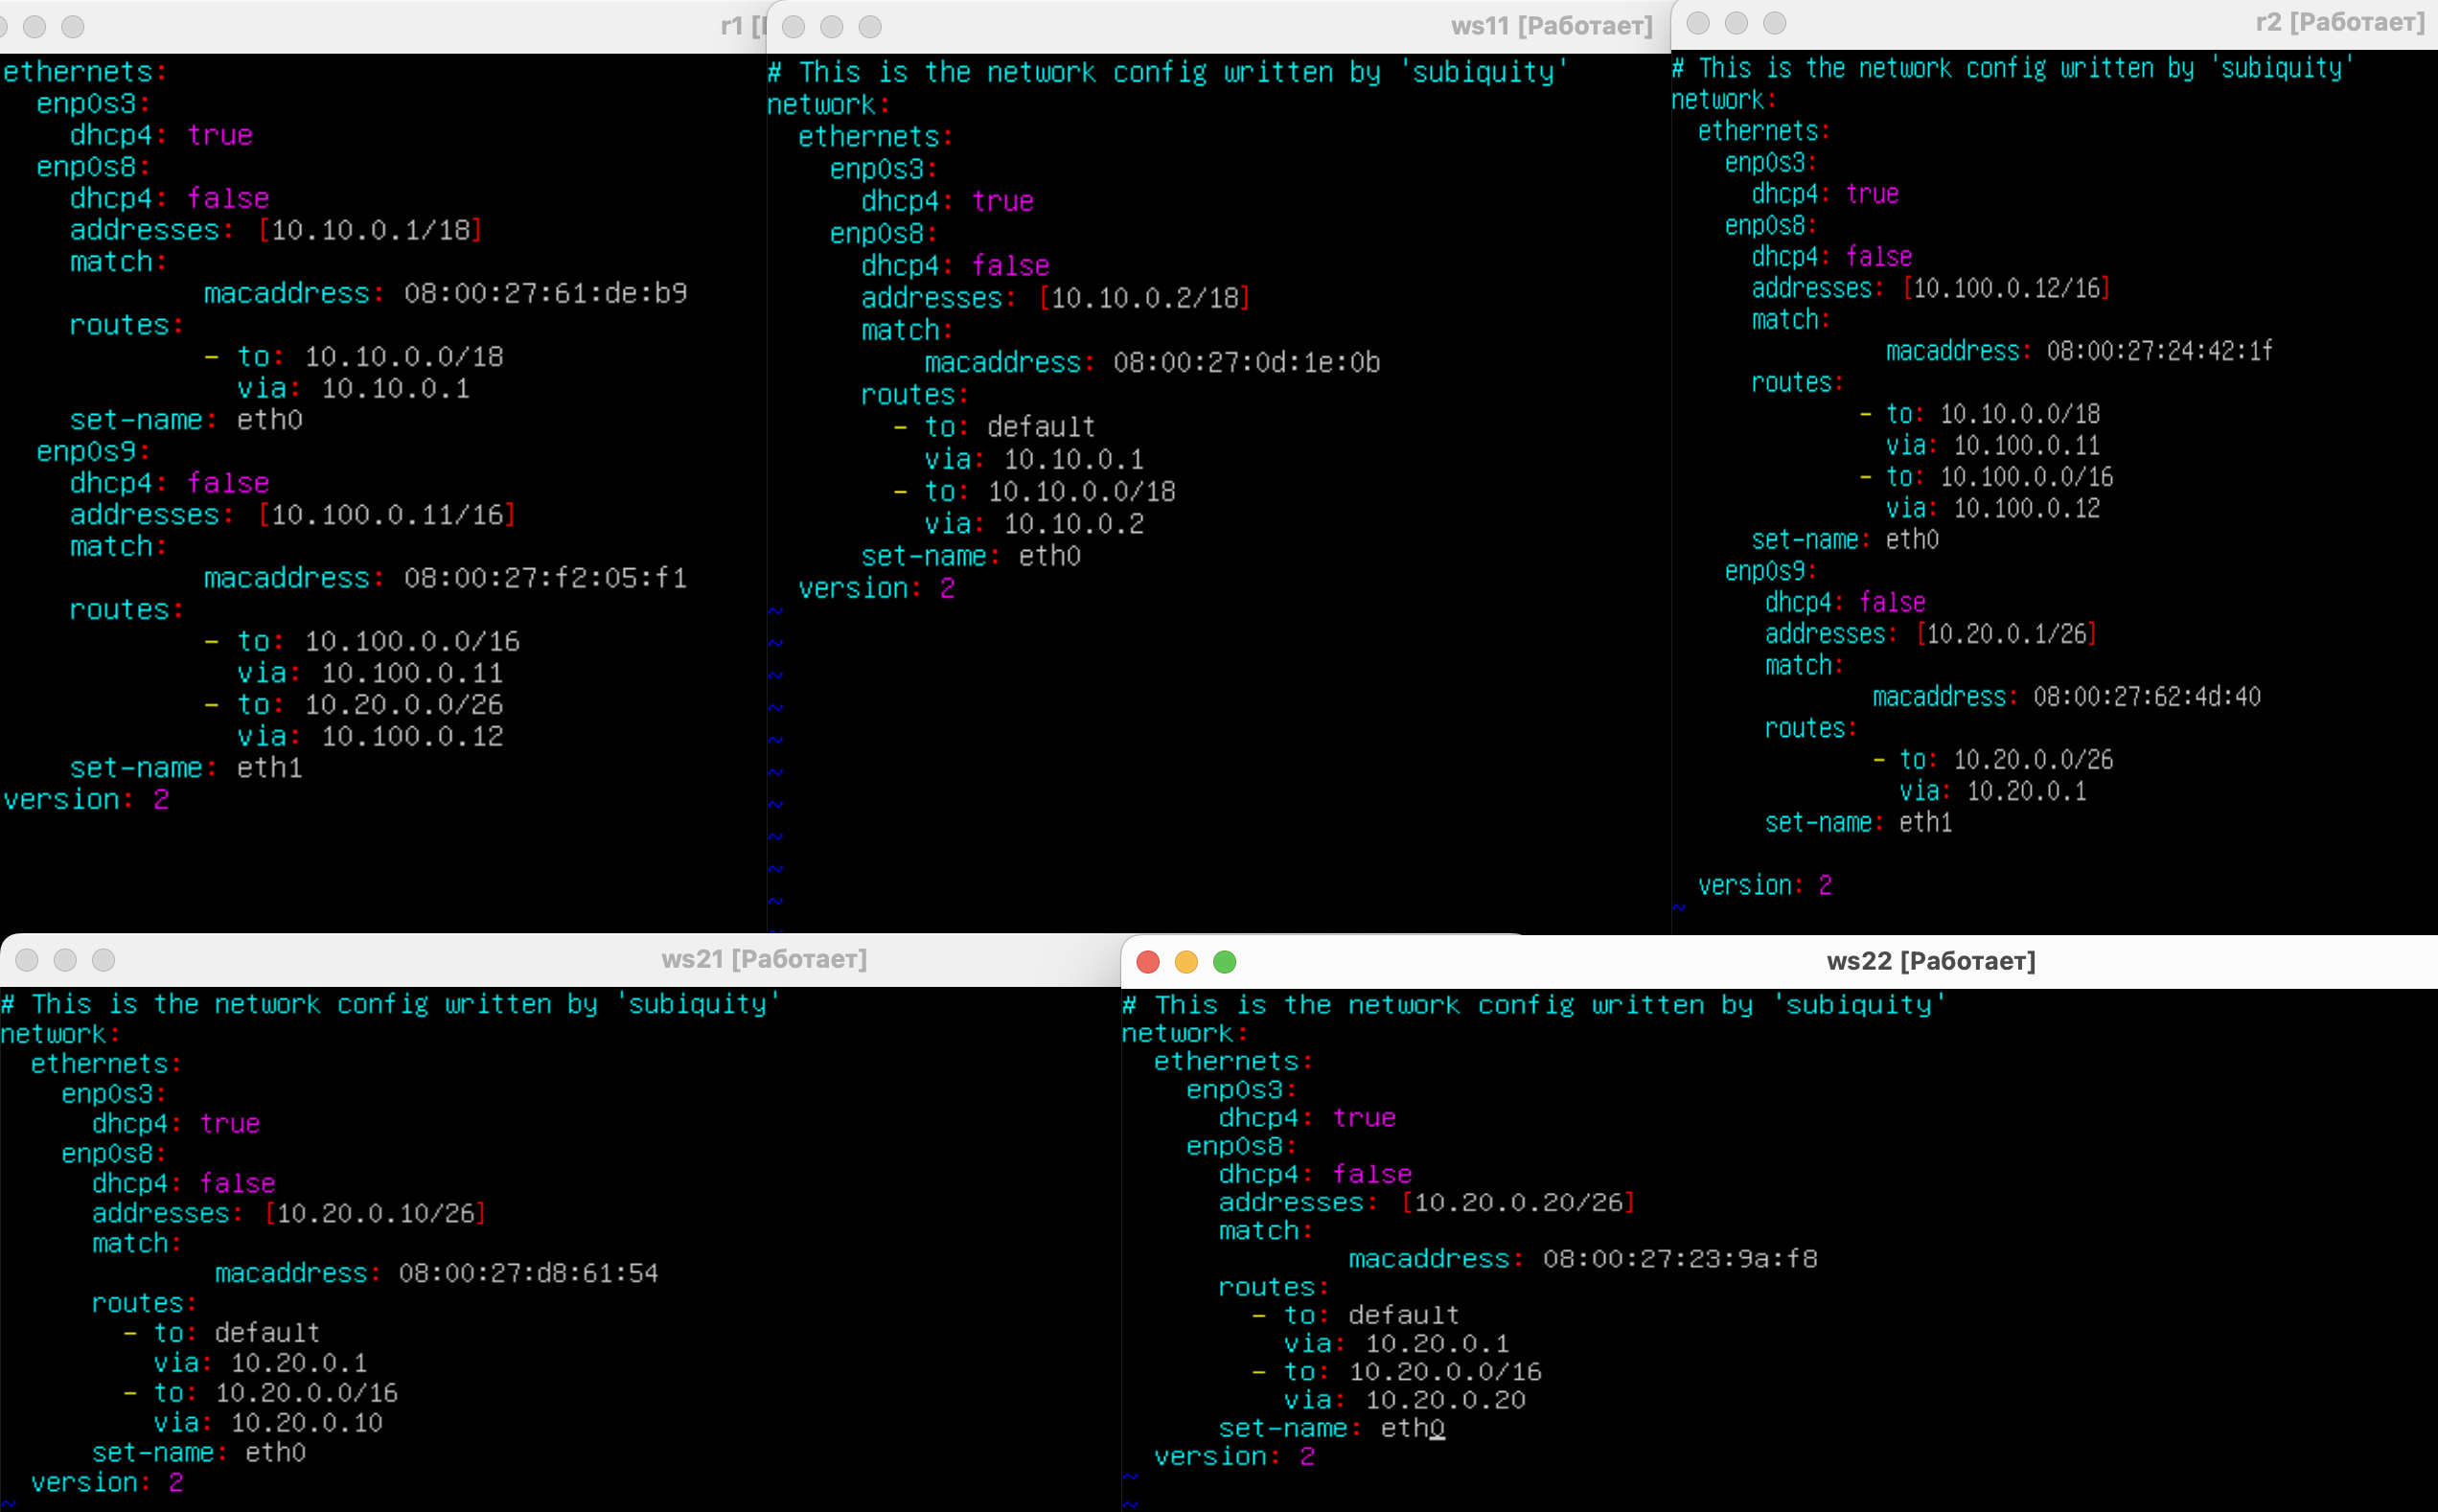 r1 [
ethernets:
  enp0s3:
    dhcp4: true
  enp0s8:
    dhcp4: false
    addresses: [10.10.0.1/18]
    match:
            macaddress: 08:00:27:61:de:b9
    routes:
            - to: 10.10.0.0/18
              via: 10.10.0.1
    set-name: eth0
  enp0s9:
    dhcp4: false
    addresses: [10.100.0.11/16]
    match:
            macaddress: 08:00:27:f2:05:f1
    routes:
            - to: 10.100.0.0/16
              via: 10.100.0.11
            - to: 10.20.0.0/26
              via: 10.100.0.12
    set-name: eth1
version: 2
ws11 [Работает]
# This is the network config written by 'subiquity'
network:
  ethernets:
    enp0s3:
      dhcp4: true
    enp0s8:
      dhcp4: false
      addresses: [10.10.0.2/18]
      match:
          macaddress: 08:00:27:0d:1e:0b
      routes:
        - to: default
          via: 10.10.0.1
        - to: 10.10.0.0/18
          via: 10.10.0.2
      set-name: eth0
  version: 2
~
~
~
~
~
~
~
~
~
~
~
r2 [Работает]
# This is the network config written by 'subiquity'
network:
  ethernets:
    enp0s3:
      dhcp4: true
    enp0s8:
      dhcp4: false
      addresses: [10.100.0.12/16]
      match:
                macaddress: 08:00:27:24:42:1f
      routes:
              - to: 10.10.0.0/18
                via: 10.100.0.11
              - to: 10.100.0.0/16
                via: 10.100.0.12
      set-name: eth0
    enp0s9:
       dhcp4: false
       addresses: [10.20.0.1/26]
       match:
               macaddress: 08:00:27:62:4d:40
       routes:
               - to: 10.20.0.0/26
                 via: 10.20.0.1
       set-name: eth1
  version: 2
~
ws21 [Работает]
# This is the network config written by 'subiquity'
network:
  ethernets:
    enp0s3:
      dhcp4: true
    enp0s8:
      dhcp4: false
      addresses: [10.20.0.10/26]
      match:
              macaddress: 08:00:27:d8:61:54
      routes:
        - to: default
          via: 10.20.0.1
        - to: 10.20.0.0/16
          via: 10.20.0.10
      set-name: eth0
  version: 2
~
ws22 [Работает]
# This is the network config written by 'subiquity'
network:
  ethernets:
    enp0s3:
      dhcp4: true
    enp0s8:
      dhcp4: false
      addresses: [10.20.0.20/26]
      match:
              macaddress: 08:00:27:23:9a:f8
      routes:
        - to: default
          via: 10.20.0.1
        - to: 10.20.0.0/16
          via: 10.20.0.20
      set-name: eth0
  version: 2
~
~